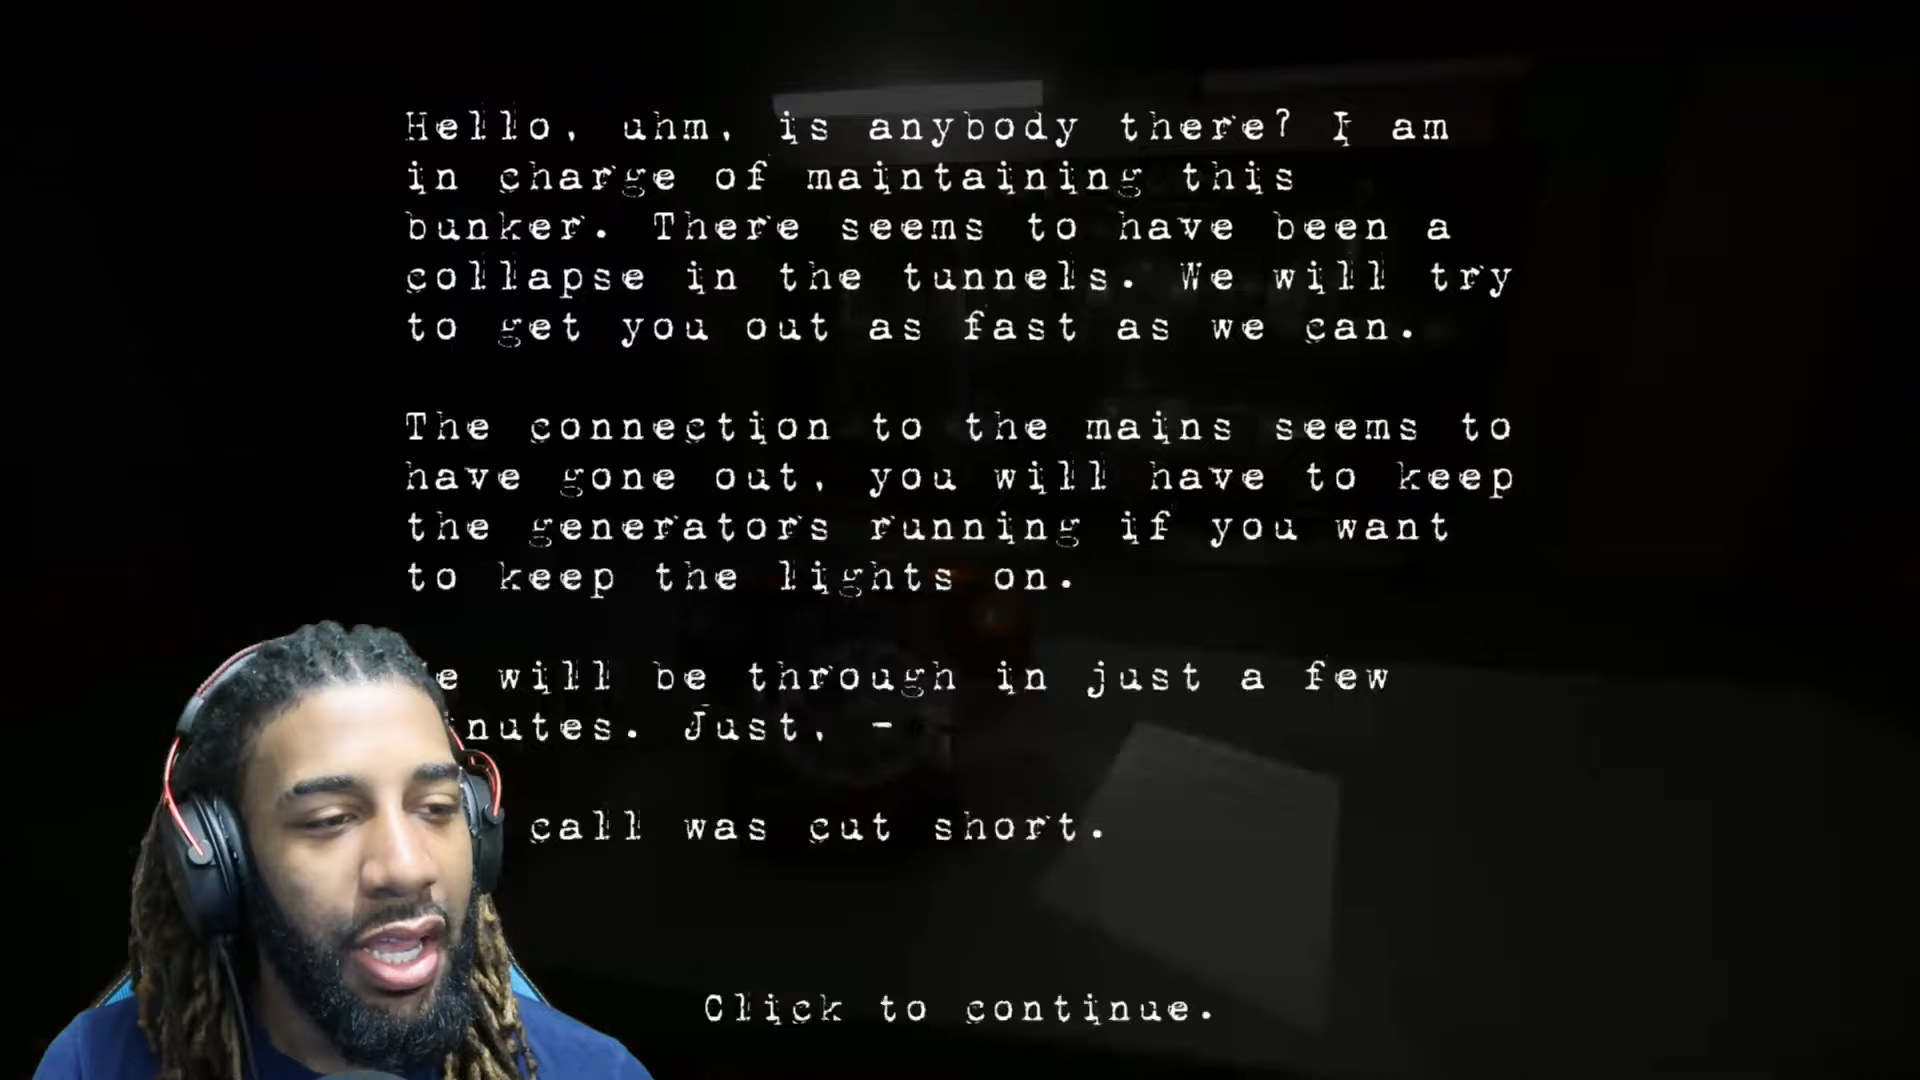 Hello, uhm, is anybody there? I am
in charge of maintaining this
bunker. There seems to have been a
collapse in the tunnels. We will try
to get you out as fast as we can.
The connection to the mains seems to
have gone out, you will have to keep
the generators running if you want
to keep the lights on.
will be through in just a few
Just, -
call was cut short.
Click to continue.